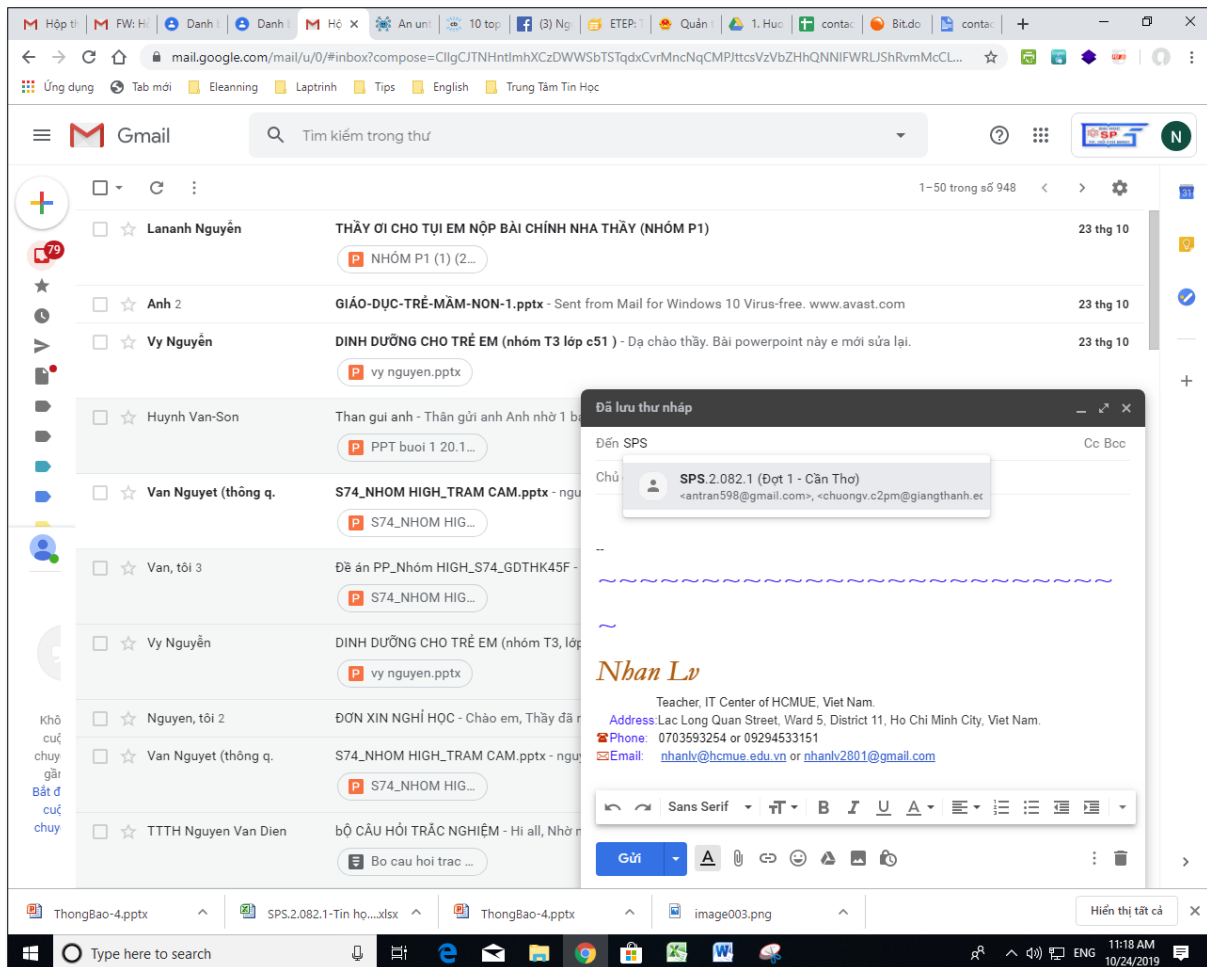 Hộp th
FW: H
Danh b
Danh b
Hộ
An unt
10 top
(3) Ng
ETEP: T
Quản t
1. Huo
contac
Bit.do
contac
mail.google.com/mail/u/0/#inbox?compose=CllgCJTNHntlmhXCzDWWSbTSTqdxCvrMncNqCMPJttcsVzVbZHhQNNlFWRLJShRvmMcCL...
Ứng dụng
Tab mới
Eleanning
Laptrinh
Tips
English
Trung Tâm Tin Học
Gmail
Tìm kiếm trong thư
SP
N
1–50 trong số 948
31
79
Lananh Nguyễn
THẦY ƠI CHO TỤI EM NỘP BÀI CHÍNH NHA THẦY (NHÓM P1)
23 thg 10
P NHÓM P1 (1) (2...
Anh 2
GIÁO-DỤC-TRẺ-MẦM-NON-1.pptx - Sent from Mail for Windows 10 Virus-free. www.avast.com
23 thg 10
Vy Nguyễn
DINH DƯỠNG CHO TRẺ EM (nhóm T3 lớp c51 ) - Dạ chào thầy. Bài powerpoint này e mới sửa lại.
23 thg 10
P vy nguyen.pptx
Huynh Van-Son
Than gui anh - Thân gửi anh Anh nhờ 1 bạ
P PPT buoi 1 20.1...
Van Nguyet (thông q.
S74_NHOM HIGH_TRAM CAM.pptx - ngu
P S74_NHOM HIG...
Van, tôi 3
Đề án PP_Nhóm HIGH_S74_GDTHK45F -
P S74_NHOM HIG...
Vy Nguyễn
DINH DƯỠNG CHO TRẺ EM (nhóm T3, lớp
P vy nguyen.pptx
Nguyen, tôi 2
ĐƠN XIN NGHỈ HỌC - Chào em, Thầy đã r
Van Nguyet (thông q.
S74_NHOM HIGH_TRAM CAM.pptx - nguy
P S74_NHOM HIG...
TTTH Nguyen Van Dien
bộ CÂU HỎI TRẮC NGHIỆM - Hi all, Nhờ n
Bo cau hoi trac ...
Khô
cuộ
chuy
gần
Bắt đ
cuộ
chuy
Đã lưu thư nháp
Đến SPS
Cc Bcc
Chủ
SPS.2.082.1 (Đợt 1 - Cần Thơ)
<antran598@gmail.com>, <chuongv.c2pm@giangthanh.ec
--
~~~~~~~~~~~~~~~~~~~~~~~~~
~
Nhan Lv
Teacher, IT Center of HCMUE, Viet Nam.
Address:Lac Long Quan Street, Ward 5, District 11, Ho Chi Minh City, Viet Nam.
☎Phone: 0703593254 or 09294533151
✉Email: nhanlv@hcmue.edu.vn or nhanlv2801@gmail.com
Sans Serif
B I U A
Gửi
A
ThongBao-4.pptx
SPS.2.082.1-Tin họ....xlsx
ThongBao-4.pptx
image003.png
Hiển thị tất cả
Type here to search
ENG
11:18 AM
10/24/2019